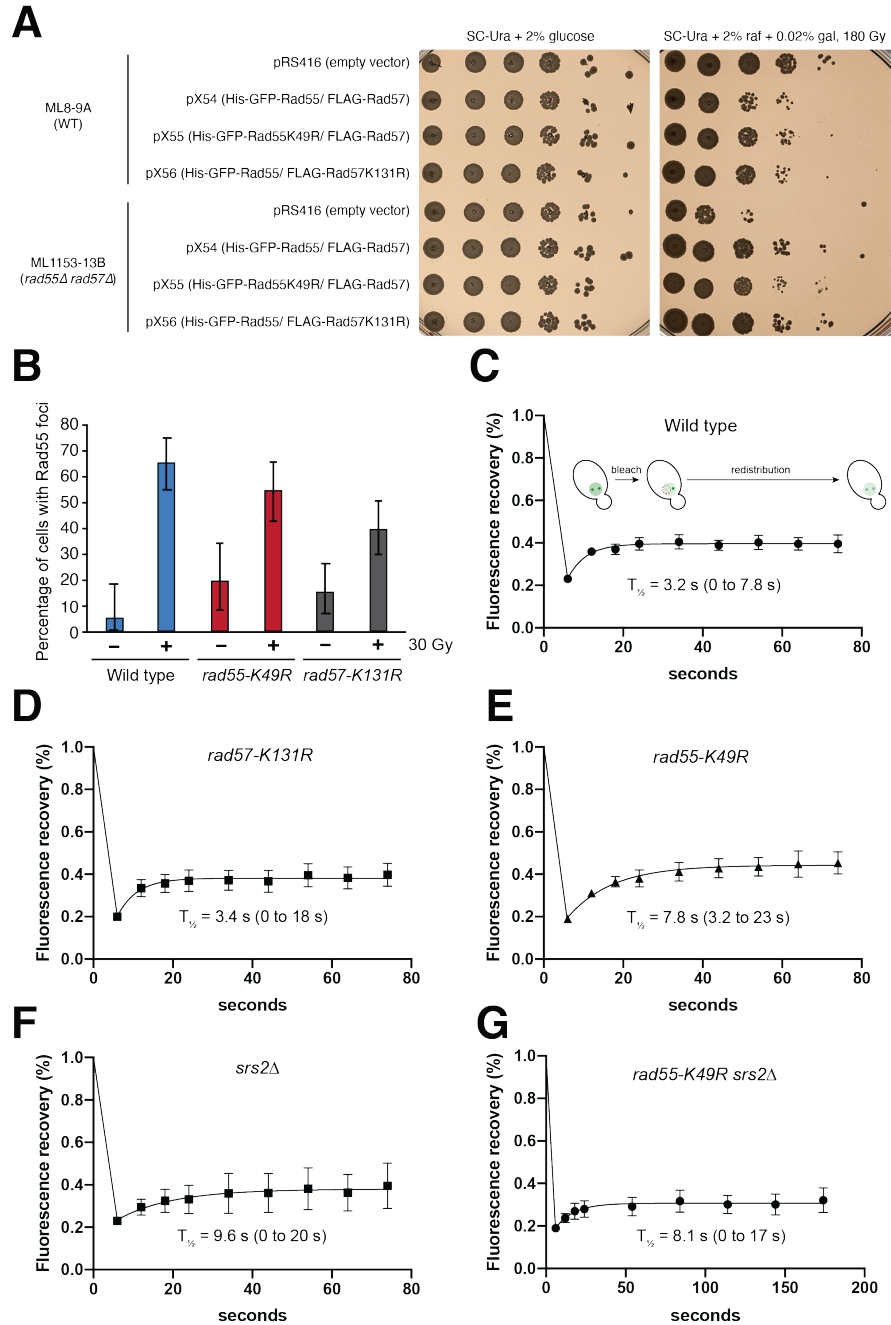 A
SC-Ura + 2% glucose
SC-Ura + 2% raf + 0.02% gal, 180 Gy
ML8-9A
(WT)
pRS416 (empty vector)
pX54 (His-GFP-Rad55/ FLAG-Rad57)
pX55 (His-GFP-Rad55K49R/ FLAG-Rad57)
pX56 (His-GFP-Rad55/ FLAG-Rad57K131R)
ML1153-13B
(rad55Δ rad57Δ)
pRS416 (empty vector)
pX54 (His-GFP-Rad55/ FLAG-Rad57)
pX55 (His-GFP-Rad55K49R/ FLAG-Rad57)
pX56 (His-GFP-Rad55/ FLAG-Rad57K131R)
B
Percentage of cells with Rad55 foci
80
70
60
50
40
30
20
10
0
– + – + – + 30 Gy
Wild type rad55-K49R rad57-K131R
C
Fluorescence recovery (%)
1.0
0.8
0.6
0.4
0.2
0.0
Wild type
bleach
redistribution
T½ = 3.2 s (0 to 7.8 s)
0 20 40 60 80
seconds
D
Fluorescence recovery (%)
1.0
0.8
0.6
0.4
0.2
0.0
rad57-K131R
T½ = 3.4 s (0 to 18 s)
0 20 40 60 80
seconds
E
Fluorescence recovery (%)
1.0
0.8
0.6
0.4
0.2
0.0
rad55-K49R
T½ = 7.8 s (3.2 to 23 s)
0 20 40 60 80
seconds
F
Fluorescence recovery (%)
1.0
0.8
0.6
0.4
0.2
0.0
srs2Δ
T½ = 9.6 s (0 to 20 s)
0 20 40 60 80
seconds
G
Fluorescence recovery (%)
1.0
0.8
0.6
0.4
0.2
0.0
rad55-K49R srs2Δ
T½ = 8.1 s (0 to 17 s)
0 50 100 150 200
seconds